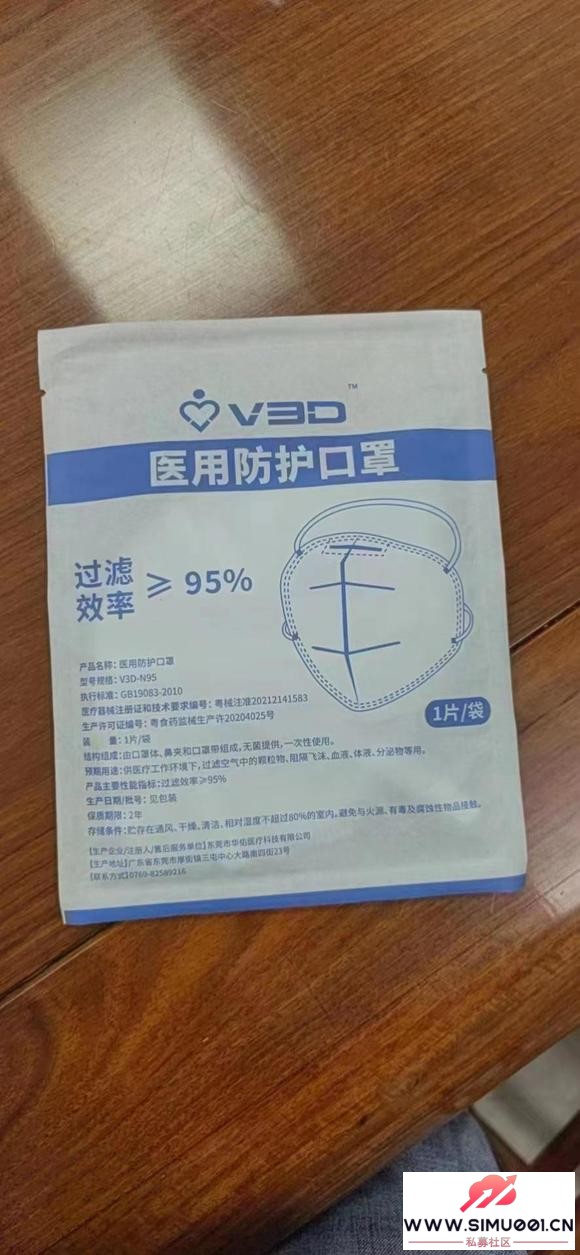 V3D™
医用防护口罩
过滤
效率 ≥ 95%
产品名称: 医用防护口罩
型号规格: V3D-N95
执行标准: GB19083-2010
医疗器械注册证和技术要求编号: 粤械注准20212141583
生产许可证编号: 粤食药监械生产许20204025号
装 量: 1片/袋
1片/袋
结构组成: 由口罩体、鼻夹和口罩带组成, 无菌提供, 一次性使用。
预期用途: 供医疗工作环境下, 过滤空气中的颗粒物、阻隔飞沫、血液、体液、分泌物等用。
产品主要性能指标: 过滤效率≥95%
生产日期/批号: 见包装
保质期限: 2年
存储条件: 贮存在通风、干燥、清洁、相对湿度不超过80%的室内, 避免与火源、有毒及腐蚀性物品接触。
【生产企业/注册人/售后服务单位】东莞市华佑医疗科技有限公司
【生产地址】广东省东莞市厚街镇三屯中心大路南四街23号
【联系方式】0769-82589216
WWW.SIMU001.CN
私募社区